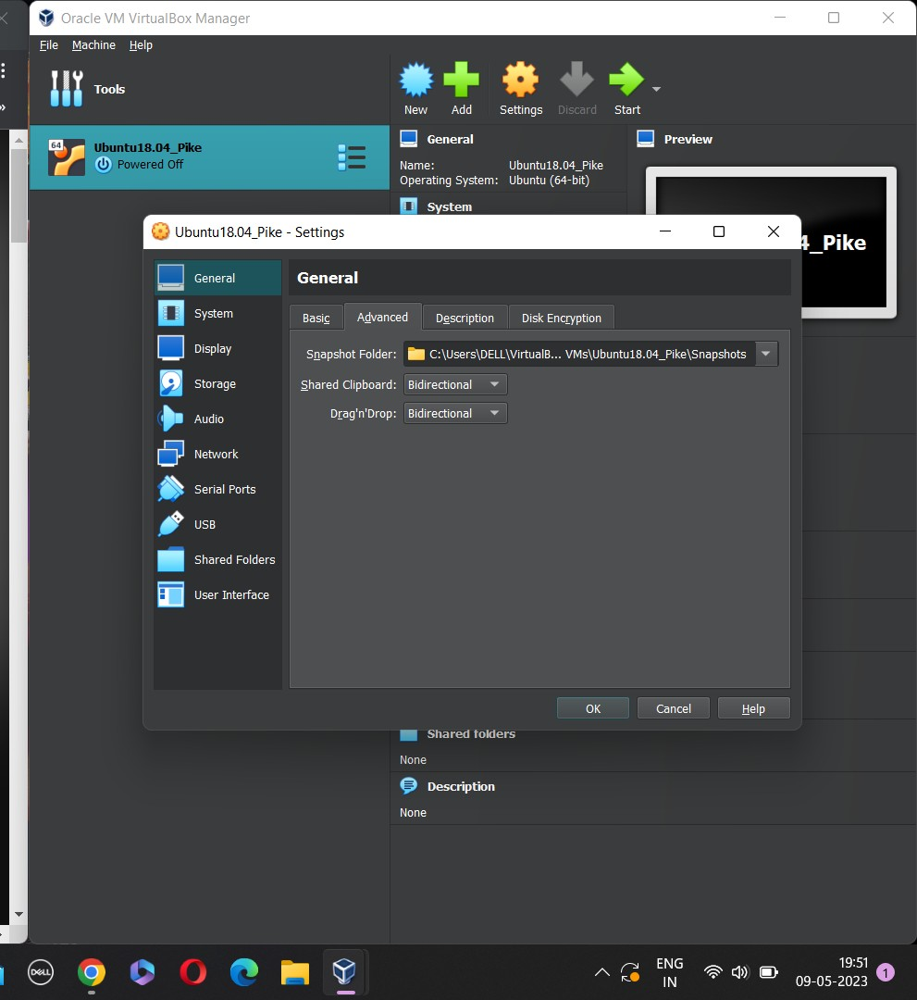 Oracle VM VirtualBox Manager
File Machine Help
Tools
New Add Settings Discard Start
64
Ubuntu18.04_Pike
Powered Off
General
Name: Ubuntu18.04_Pike
Operating System: Ubuntu (64-bit)
System
Preview
4_Pike
Ubuntu18.04_Pike - Settings
General
System
Display
Storage
Audio
Network
Serial Ports
USB
Shared Folders
User Interface
General
Basic Advanced Description Disk Encryption
Snapshot Folder: C:\Users\DELL\VirtualB... VMs\Ubuntu18.04_Pike\Snapshots
Shared Clipboard: Bidirectional
Drag'n'Drop: Bidirectional
OK Cancel Help
Shared folders
None
Description
None
DELL
ENG
IN
19:51
09-05-2023
1